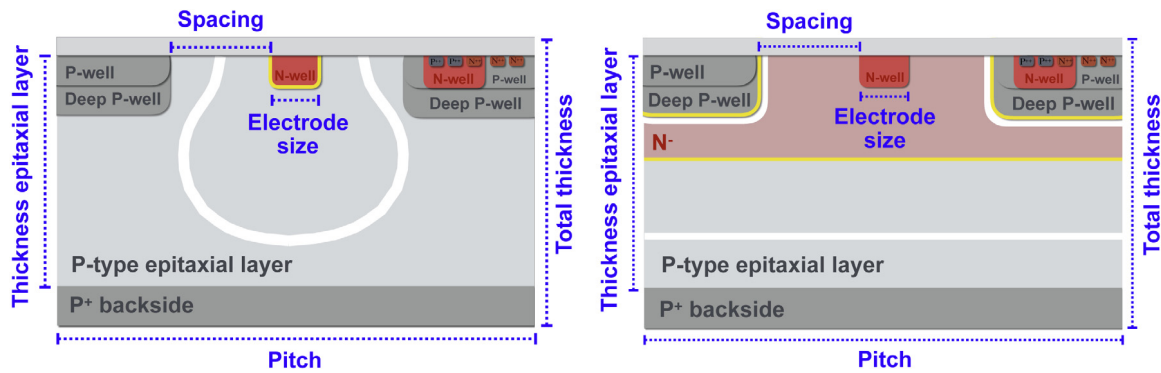 Spacing
Thickness epitaxial layer
P-well
Deep P-well
N-well
Electrode
size
P++ P++ N++ N++
N-well
P-well
Deep P-well
P-type epitaxial layer
P+ backside
Total thickness
Pitch
Spacing
Thickness epitaxial layer
P-well
Deep P-well
N-well
Electrode
size
N-
P-well
N-well
Deep P-well
P-type epitaxial layer
P+ backside
Total thickness
Pitch